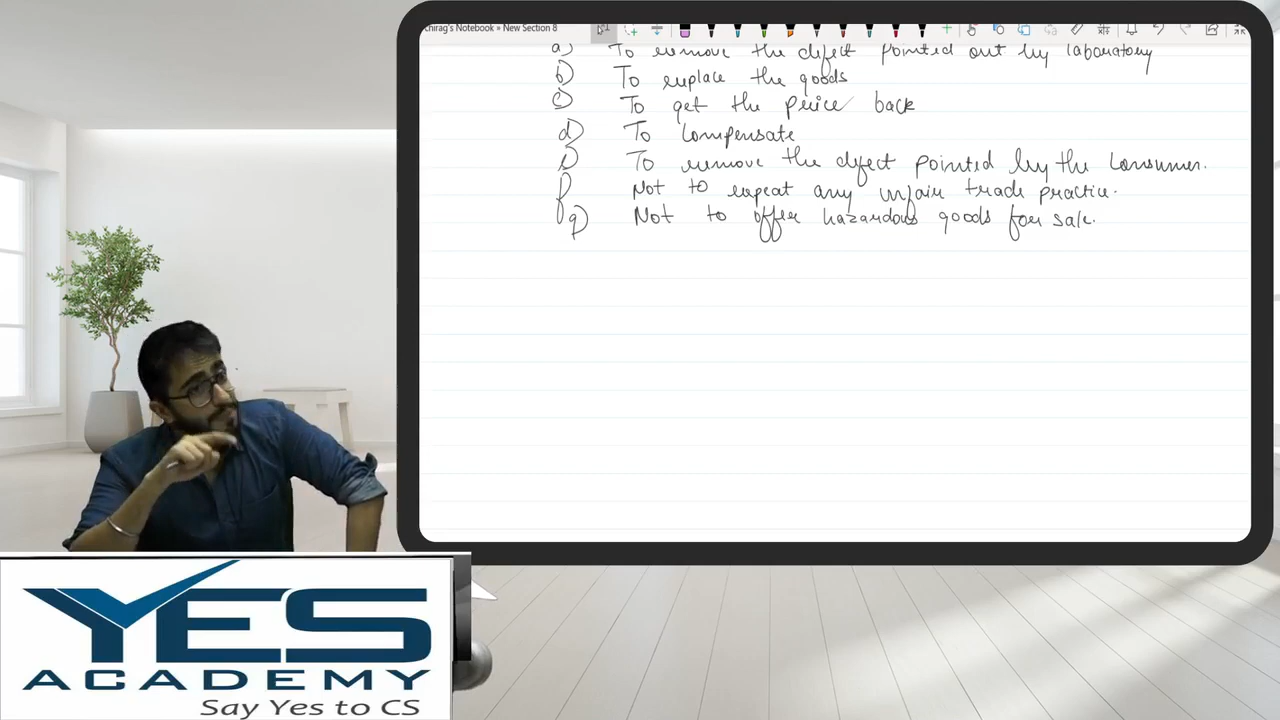 chirag's Notebook » New Section 8
a) To remove the defect pointed out by laboratory
b) To replace the goods
c) To get the price back
d) To Compensate
e) To remove the defect pointed by the Consumer.
f) Not to repeat any unfair trade practice.
g) Not to offer hazardous goods for sale.
YES
ACADEMY
Say Yes to CS